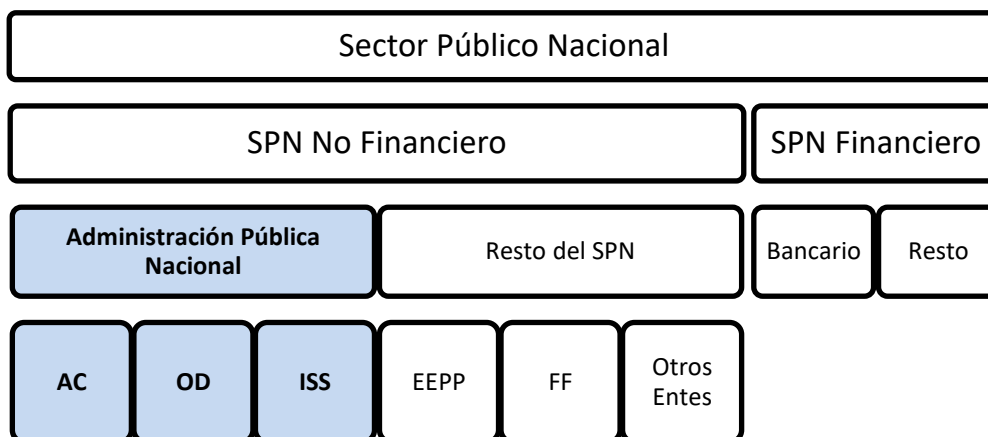 Sector Público Nacional
SPN No Financiero
SPN Financiero
Administración Pública
Nacional
Resto del SPN
Bancario
Resto
AC
OD
ISS
EEPP
FF
Otros
Entes